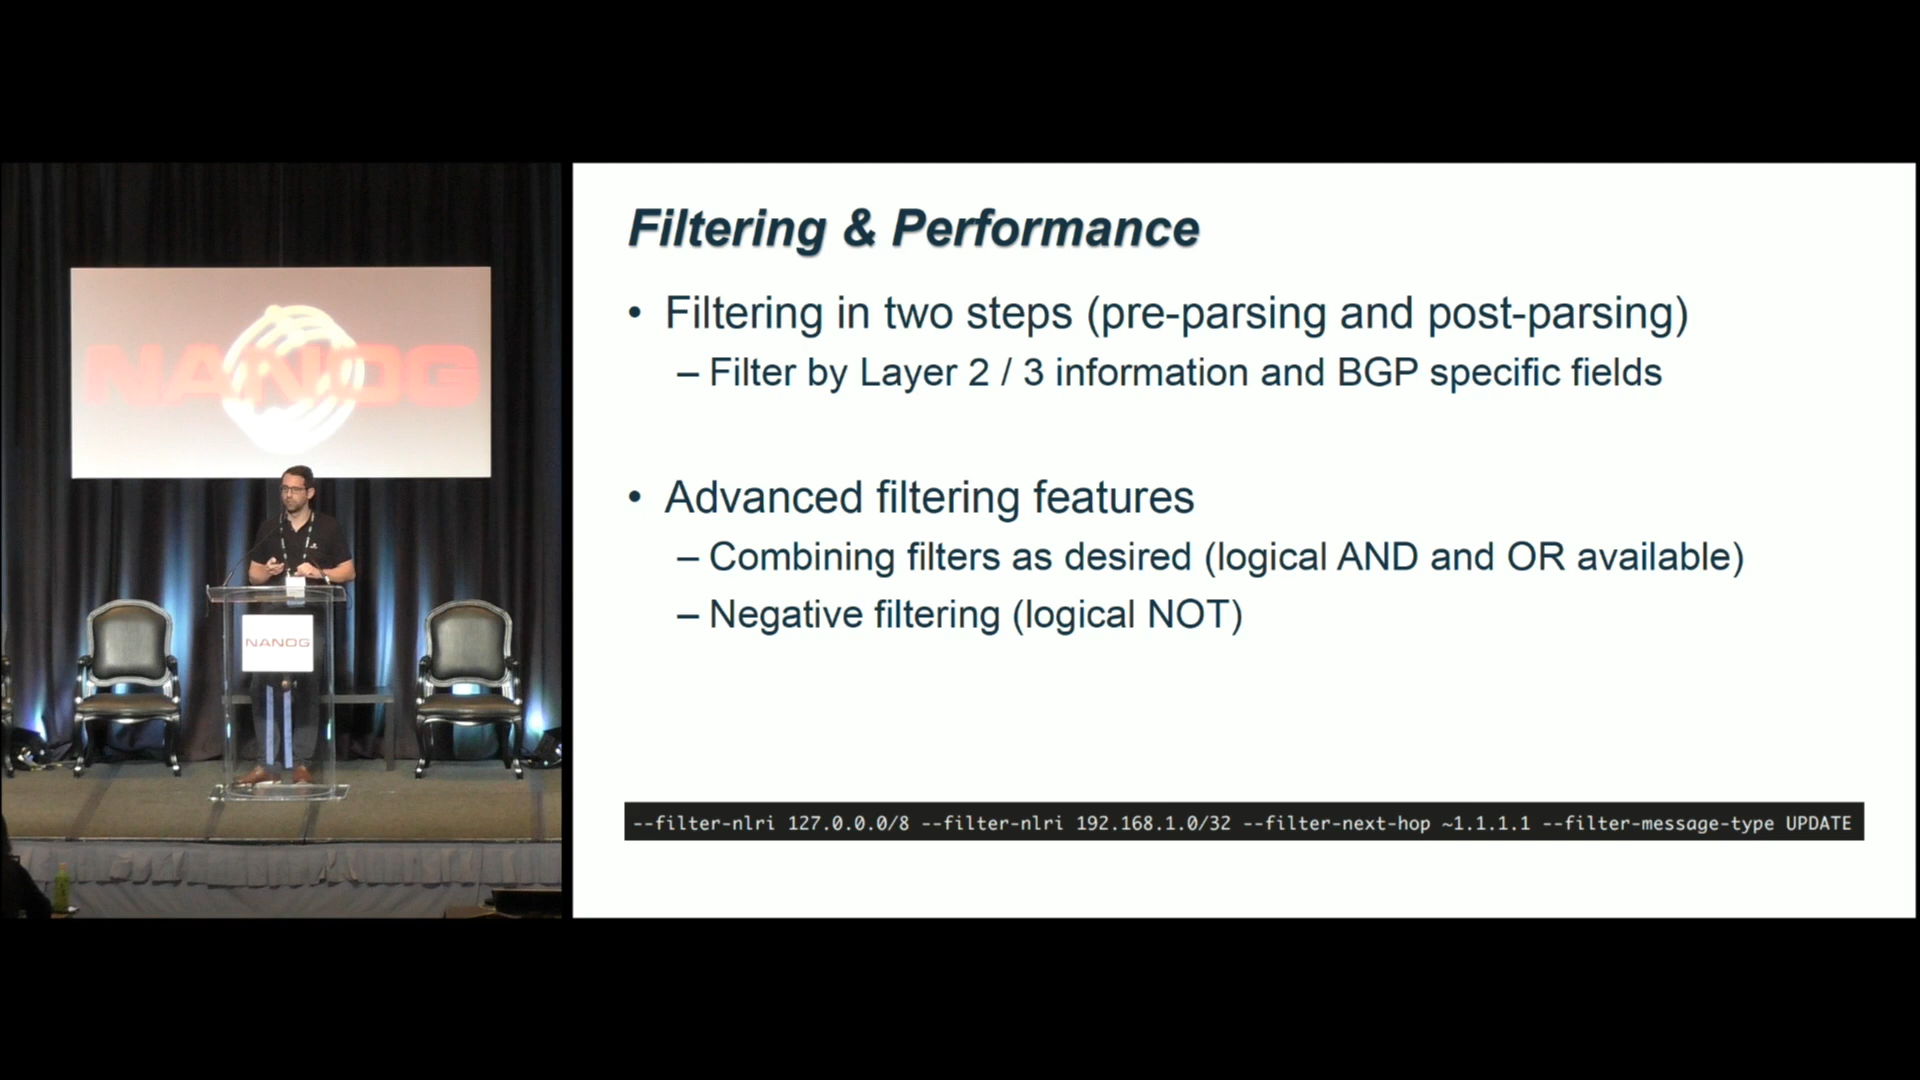 NANOG
NANOG
Filtering & Performance
• Filtering in two steps (pre-parsing and post-parsing)
– Filter by Layer 2 / 3 information and BGP specific fields
• Advanced filtering features
– Combining filters as desired (logical AND and OR available)
– Negative filtering (logical NOT)
--filter-nlri 127.0.0.0/8 --filter-nlri 192.168.1.0/32 --filter-next-hop ~1.1.1.1 --filter-message-type UPDATE